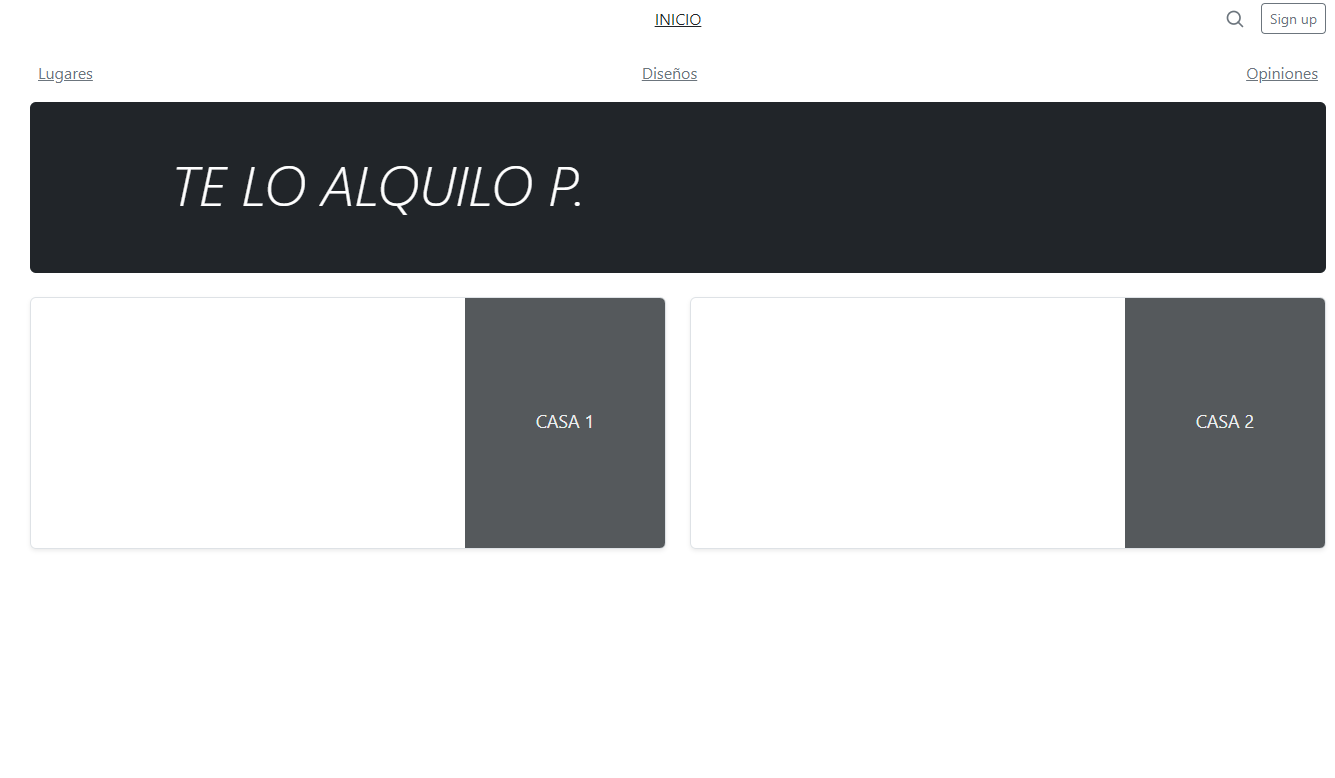 INICIO
Sign up
Lugares
Diseños
Opiniones
TE LO ALQUILO P.
CASA 1
CASA 2